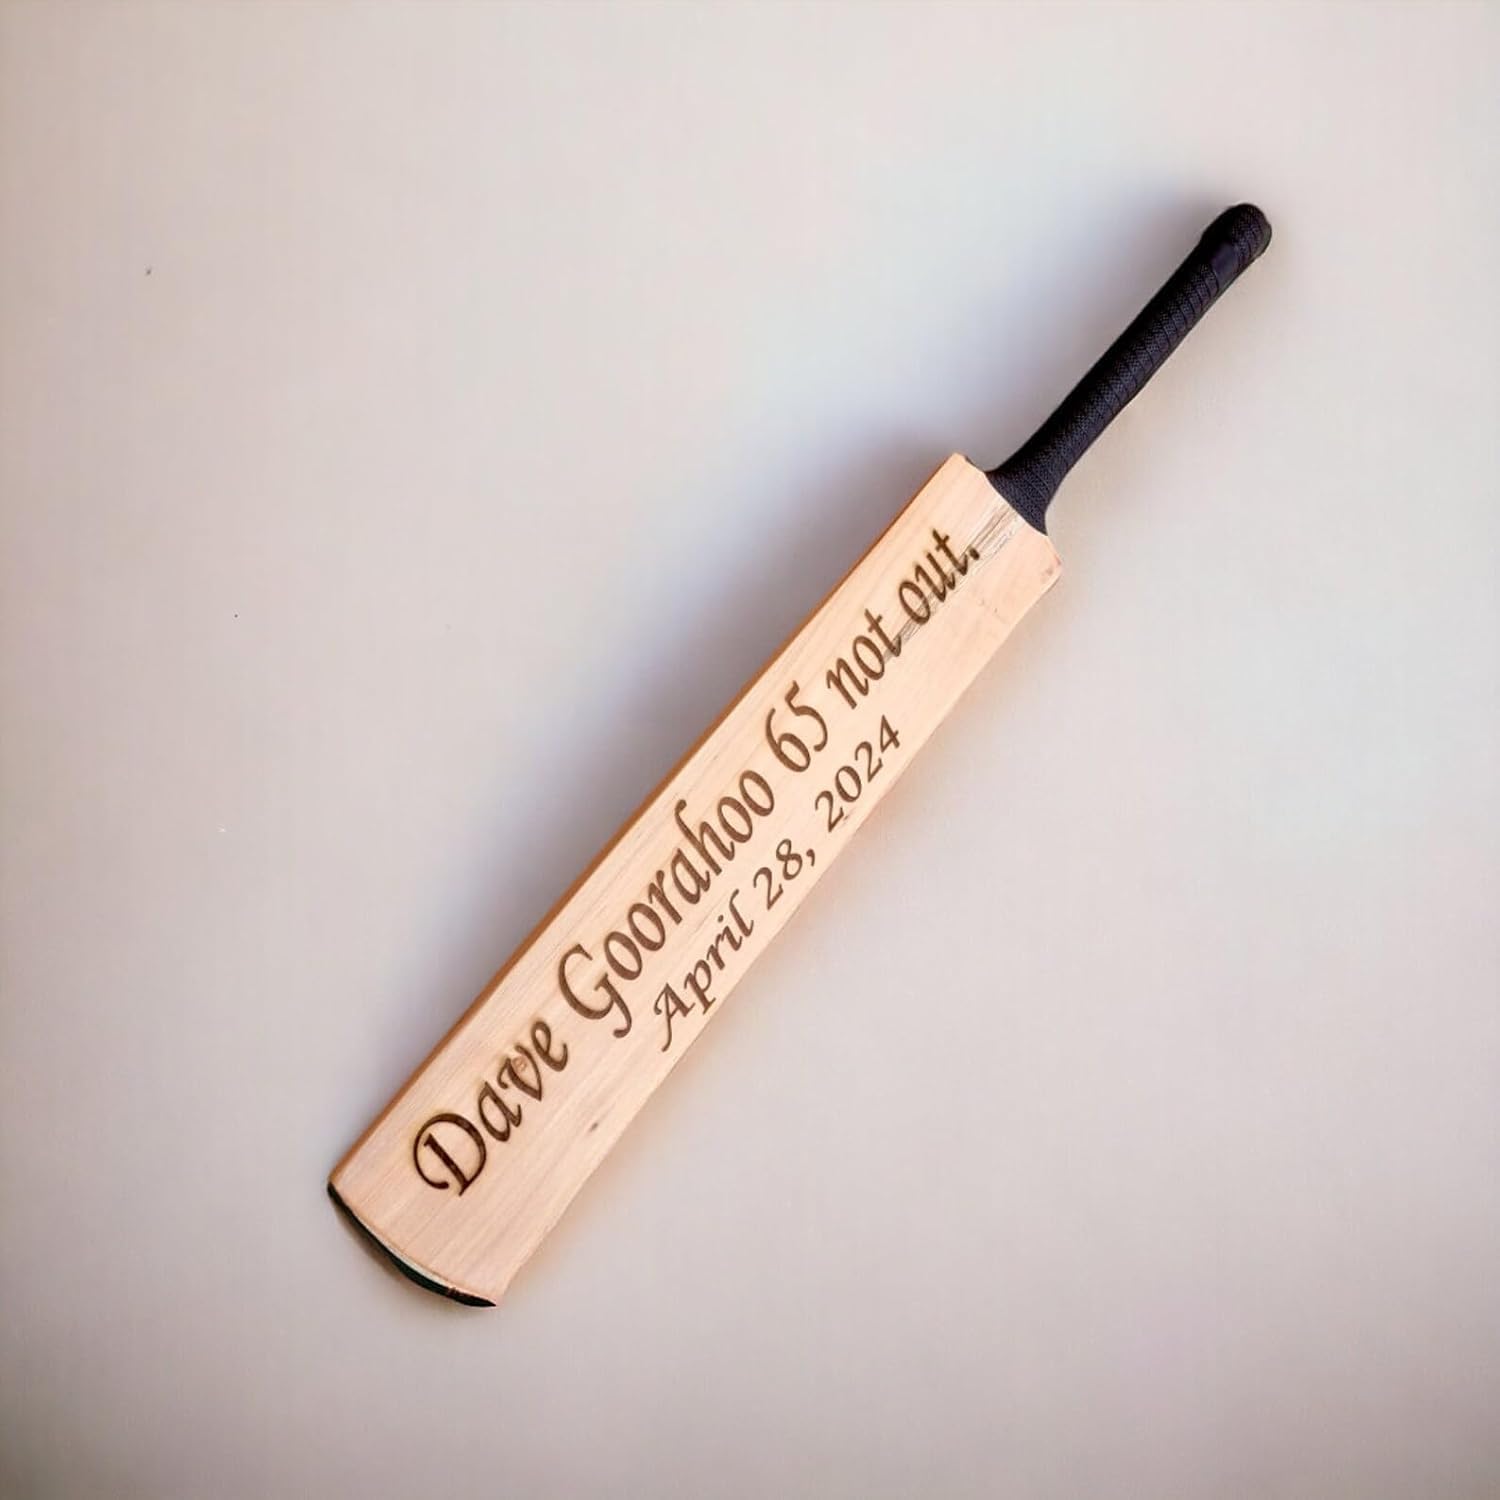 Dave Goorahoo 65 not out.
April 28, 2024